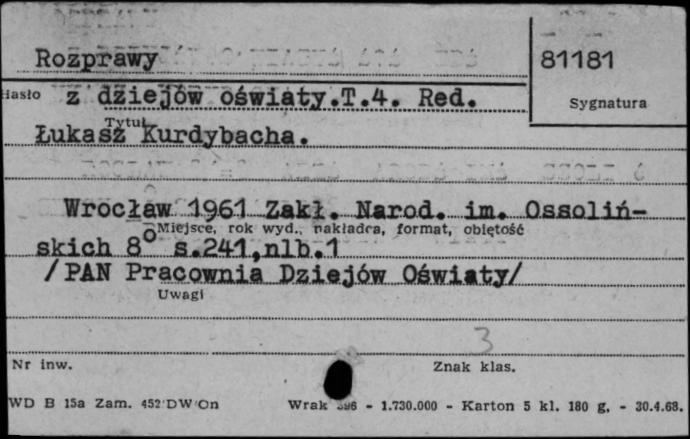 Rozprawy
81181
Hasło z dziejów oświaty.T.4. Red.
Sygnatura
Tytuł
Łukasz Kurdybacha.
Wrocław 1961 Zakł. Narod. im. Ossoliń-
Miejsce, rok wyd., nakładca, format, objętość
skich 8° s.241,nlb.1
/PAN Pracownia Dziejów Oświaty/
Uwagi
3
Nr inw.
Znak klas.
WD B 15a Zam. 452 DW On
Wrak - 1.730.000 - Karton 5 kl. 180 g. - 30.4.68.